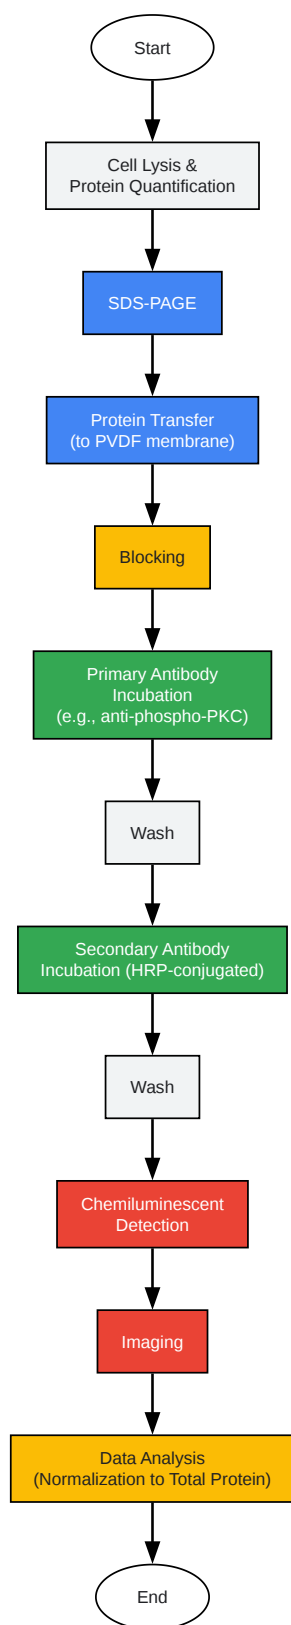 Start
Cell Lysis &
Protein Quantification
SDS-PAGE
Protein Transfer
(to PVDF membrane)
Blocking
Primary Antibody
Incubation
(e.g., anti-phospho-PKC)
Wash
Secondary Antibody
Incubation (HRP-conjugated)
Wash
Chemiluminescent
Detection
Imaging
Data Analysis
(Normalization to Total Protein)
End